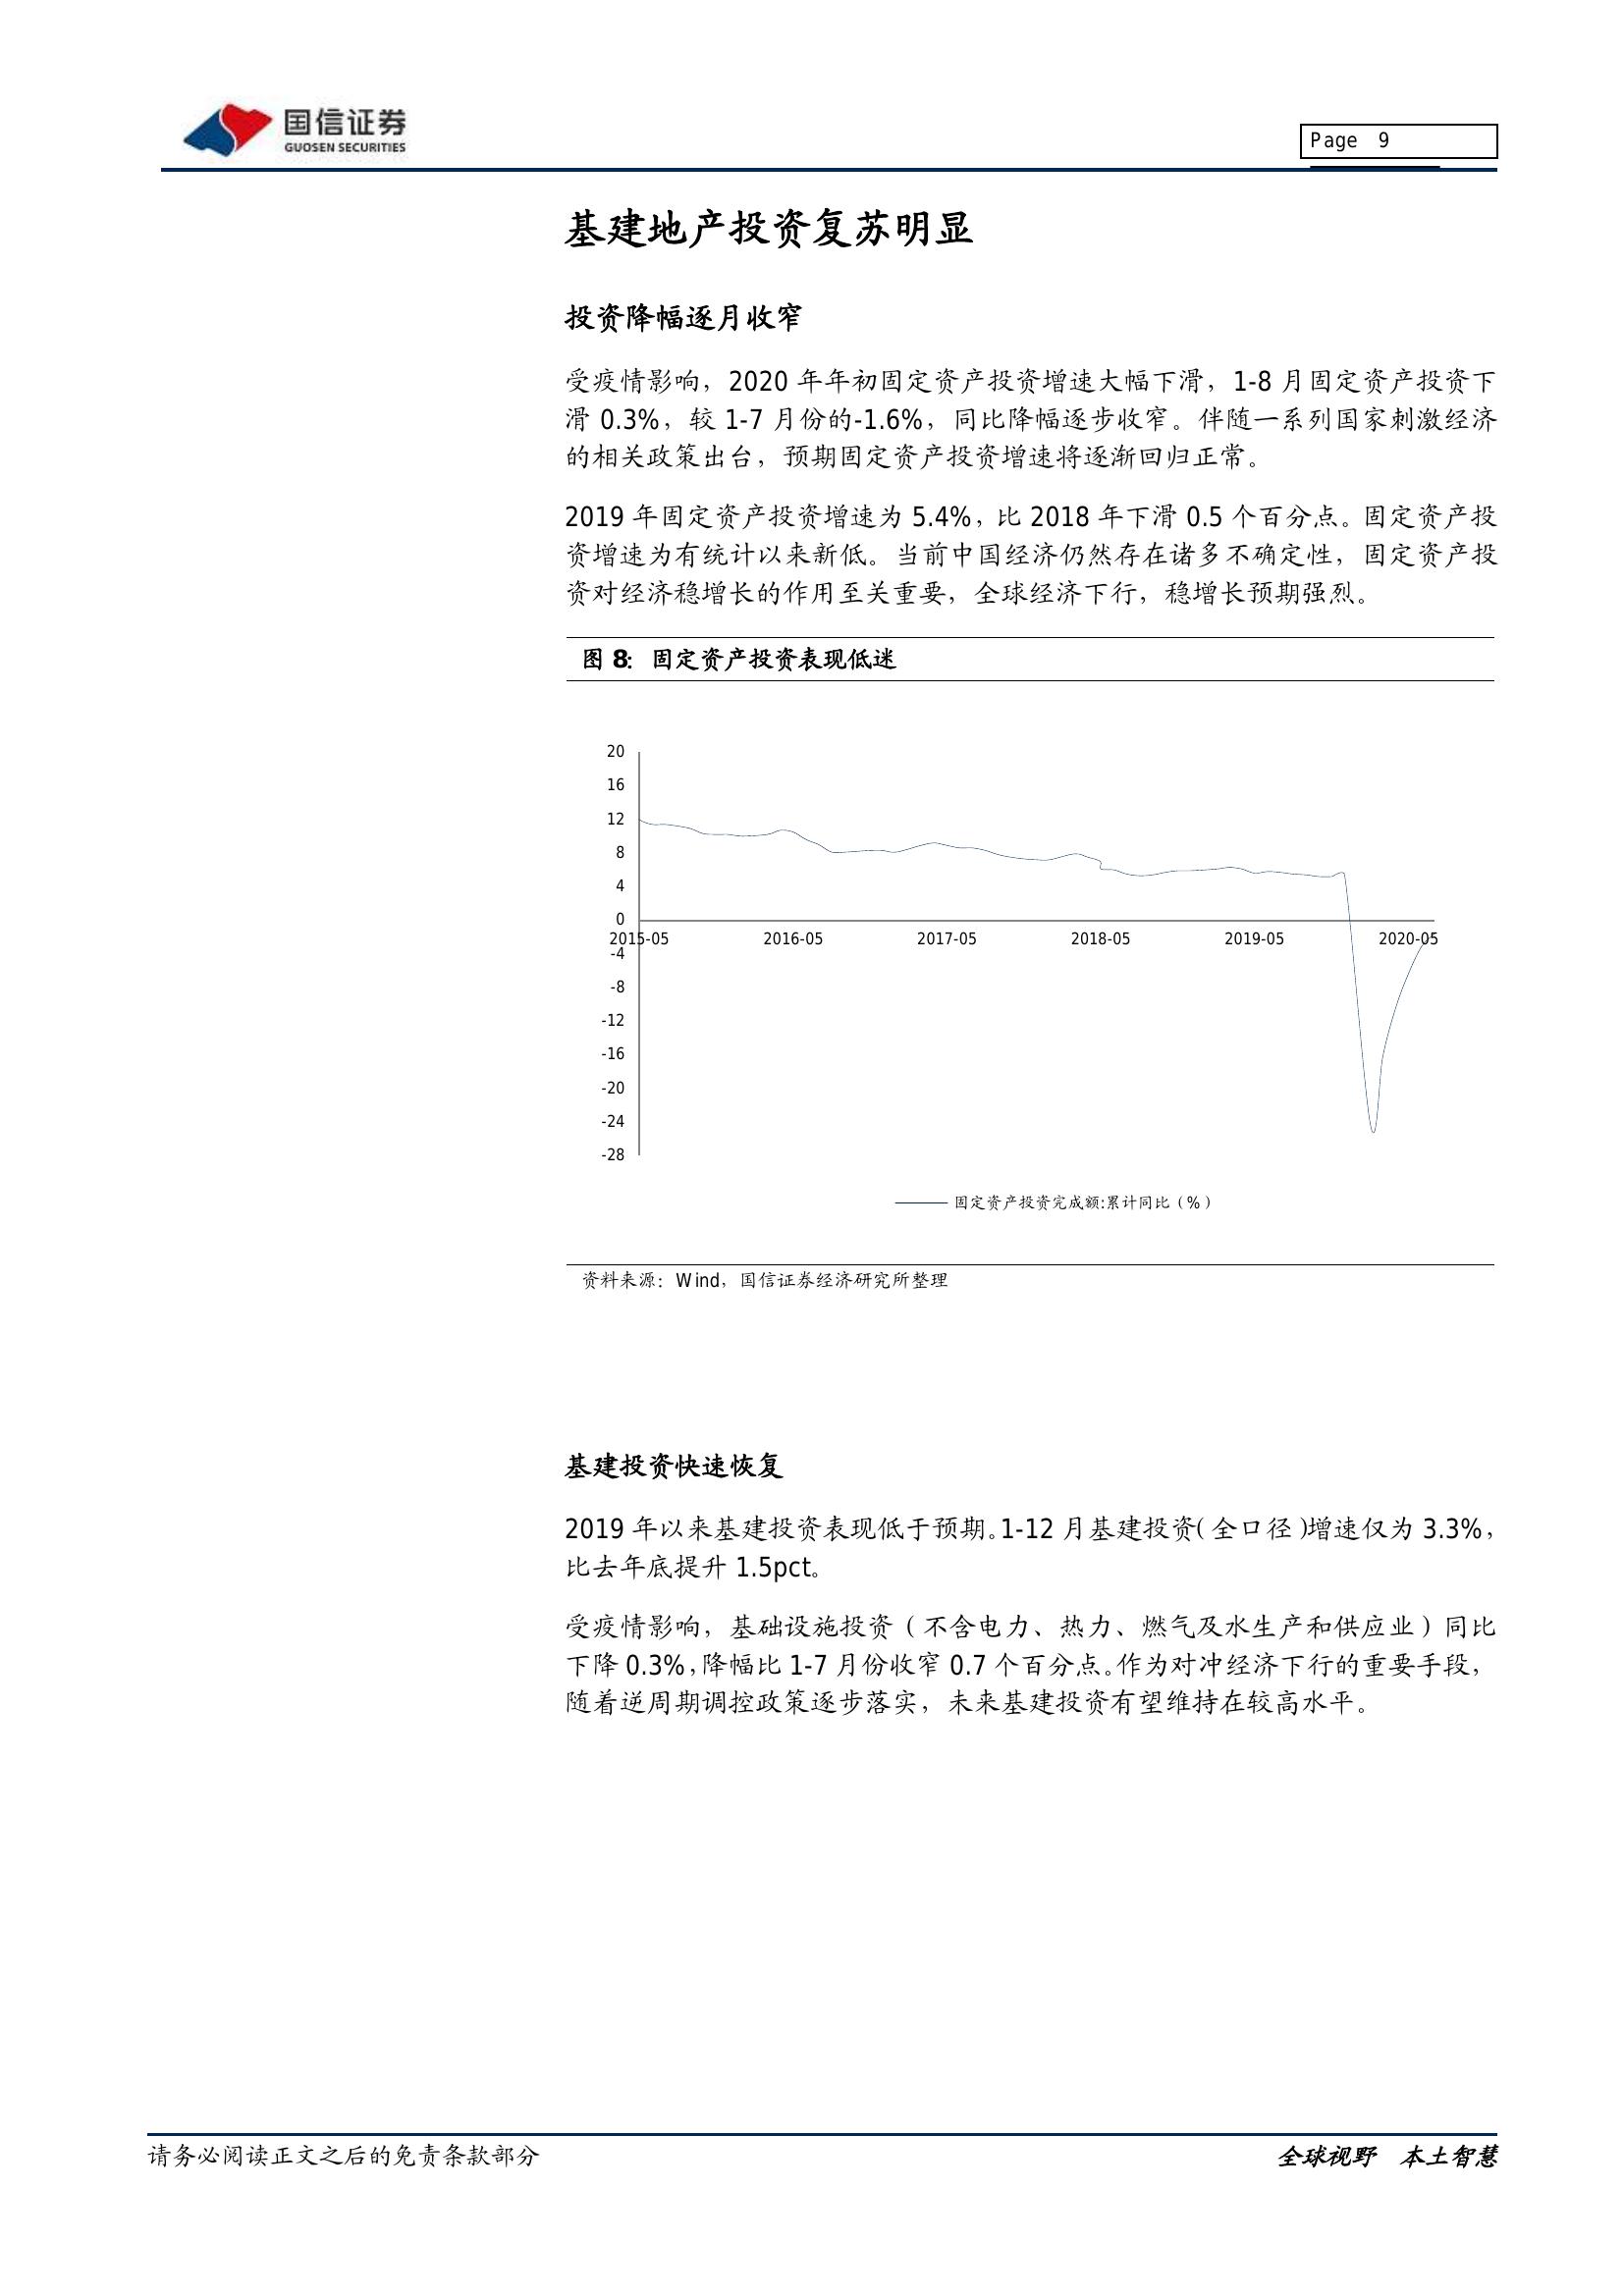 国信证券
GUOSEN SECURITIES
Page 9
基建地产投资复苏明显
投资降幅逐月收窄
受疫情影响，2020 年年初固定资产投资增速大幅下滑，1-8 月固定资产投资下
滑 0.3%，较 1-7 月份的-1.6%，同比降幅逐步收窄。伴随一系列国家刺激经济
的相关政策出台，预期固定资产投资增速将逐渐回归正常。
2019 年固定资产投资增速为 5.4%，比 2018 年下滑 0.5 个百分点。固定资产投
资增速为有统计以来新低。当前中国经济仍然存在诸多不确定性，固定资产投
资对经济稳增长的作用至关重要，全球经济下行，稳增长预期强烈。
图 8：固定资产投资表现低迷
20
16
12
8
4
0
2015-05 2016-05 2017-05 2018-05 2019-05 2020-05
-4
-8
-12
-16
-20
-24
-28
固定资产投资完成额:累计同比（%）
资料来源：Wind，国信证券经济研究所整理
基建投资快速恢复
2019 年以来基建投资表现低于预期。1-12 月基建投资(全口径)增速仅为 3.3%，
比去年底提升 1.5pct。
受疫情影响，基础设施投资（不含电力、热力、燃气及水生产和供应业）同比
下降 0.3%，降幅比 1-7 月份收窄 0.7 个百分点。作为对冲经济下行的重要手段，
随着逆周期调控政策逐步落实，未来基建投资有望维持在较高水平。
请务必阅读正文之后的免责条款部分
全球视野 本土智慧